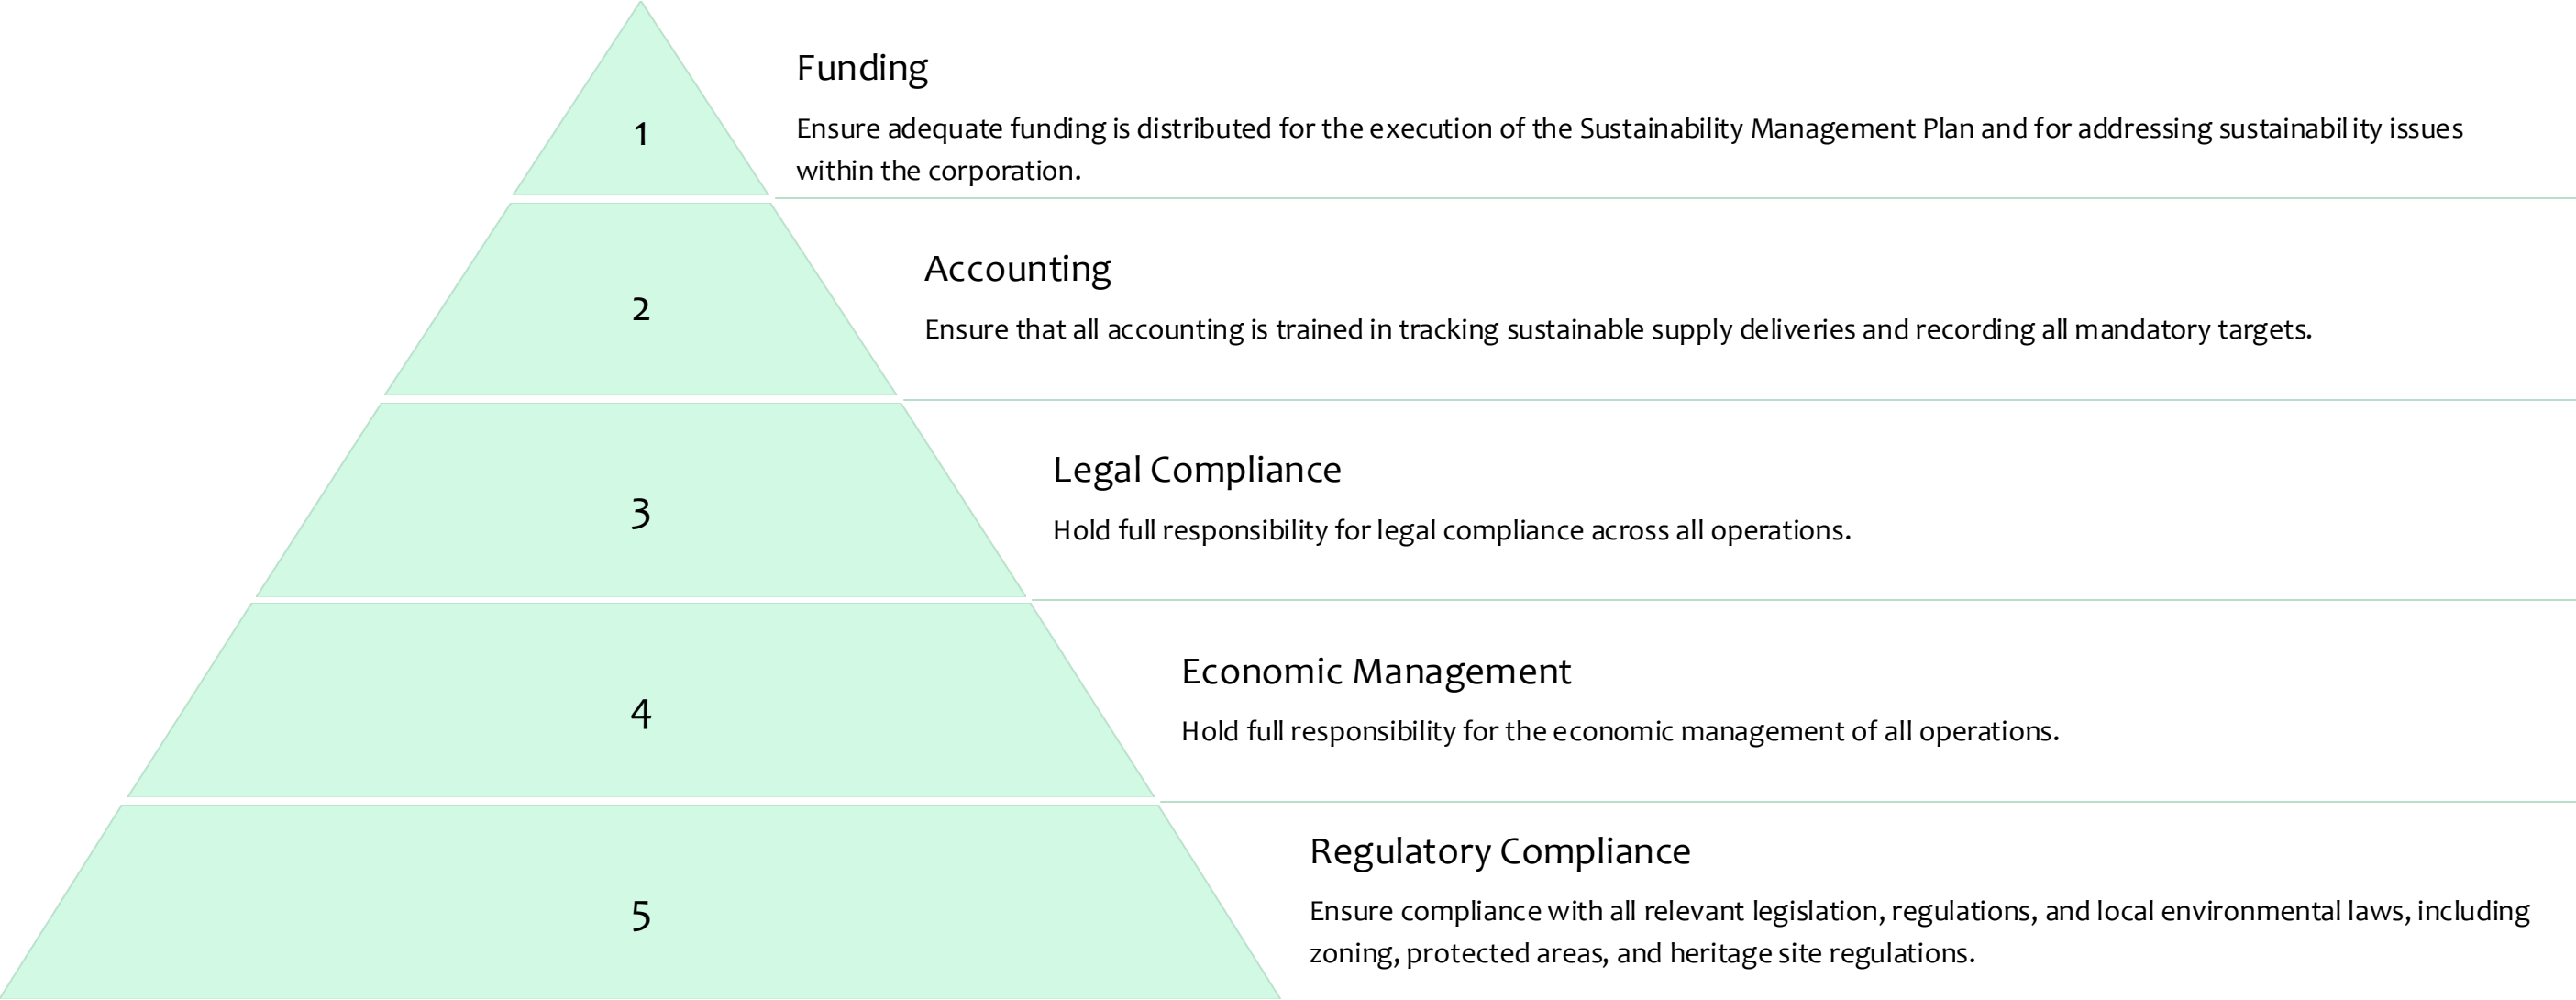 1
Funding
Ensure adequate funding is distributed for the execution of the Sustainability Management Plan and for addressing sustainability issues
within the corporation.
2
Accounting
Ensure that all accounting is trained in tracking sustainable supply deliveries and recording all mandatory targets.
3
Legal Compliance
Hold full responsibility for legal compliance across all operations.
4
Economic Management
Hold full responsibility for the economic management of all operations.
5
Regulatory Compliance
Ensure compliance with all relevant legislation, regulations, and local environmental laws, including
zoning, protected areas, and heritage site regulations.